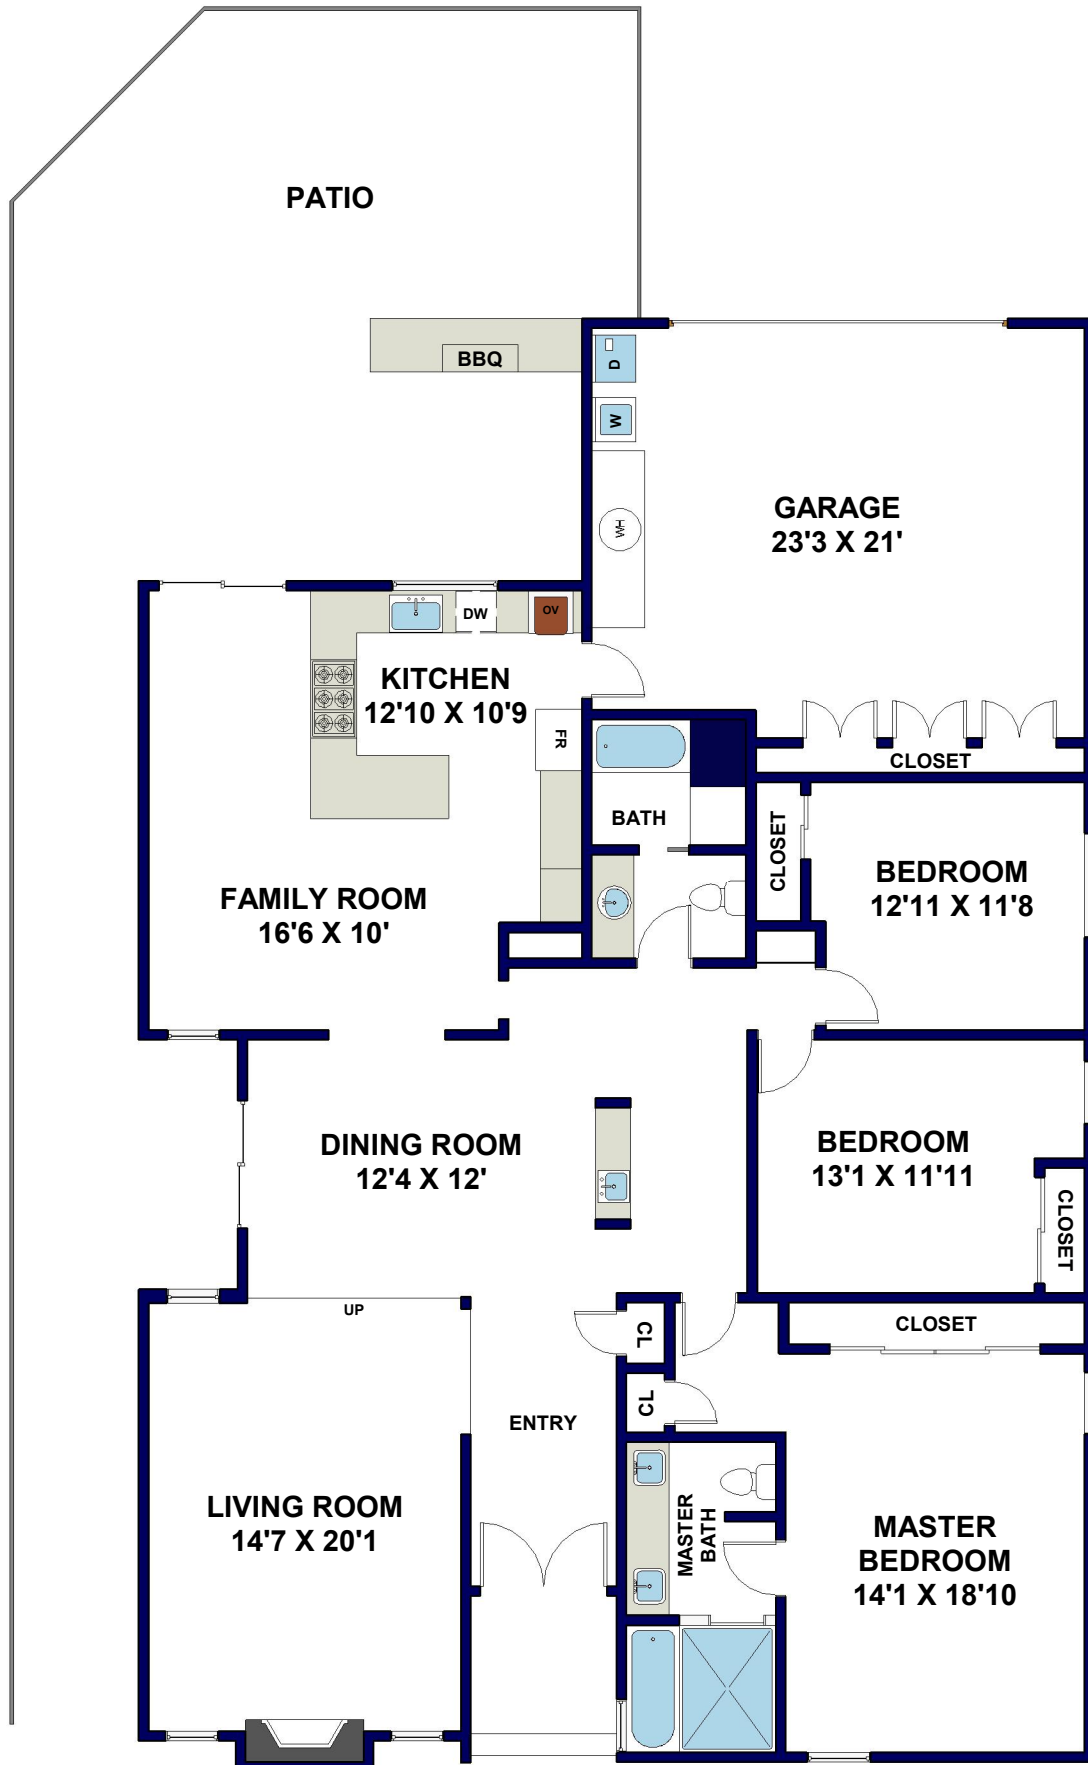 PATIO
BBQ
D
W
WH
GARAGE
23'3 X 21'
DW
OV
KITCHEN
12'10 X 10'9
FR
CLOSET
BATH
CLOSET
BEDROOM
12'11 X 11'8
FAMILY ROOM
16'6 X 10'
DINING ROOM
12'4 X 12'
BEDROOM
13'1 X 11'11
CLOSET
UP
CL
CLOSET
CL
ENTRY
LIVING ROOM
14'7 X 20'1
MASTER
BATH
MASTER
BEDROOM
14'1 X 18'10